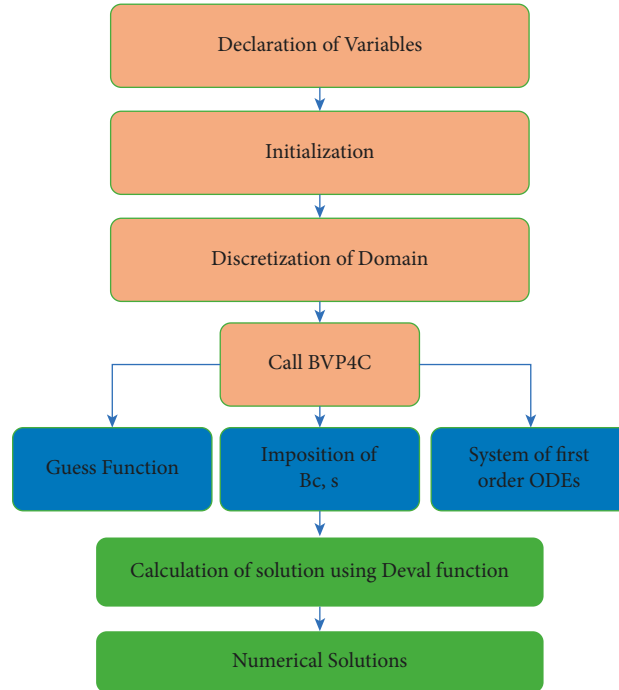 Declaration of Variables
Initialization
Discretization of Domain
Call BVP4C
Guess Function
Imposition of
Bc, s
System of first
order ODEs
Calculation of solution using Deval function
Numerical Solutions